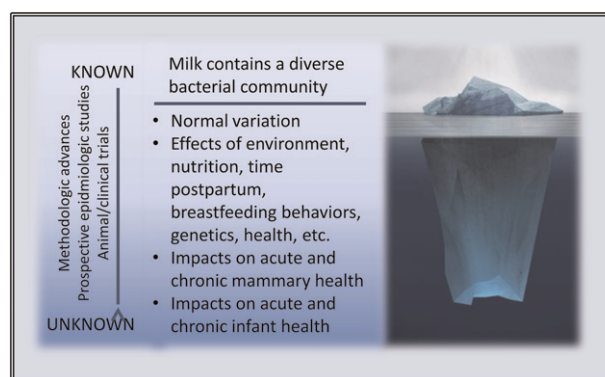 KNOWN
Methodologic advances
Prospective epidmiologic studies
Animal/clinical trials
UNKNOWN
Milk contains a diverse
bacterial community
• Normal variation
• Effects of environment,
nutrition, time
postpartum,
breastfeeding behaviors,
genetics, health, etc.
• Impacts on acute and
chronic mammary health
• Impacts on acute and
chronic infant health